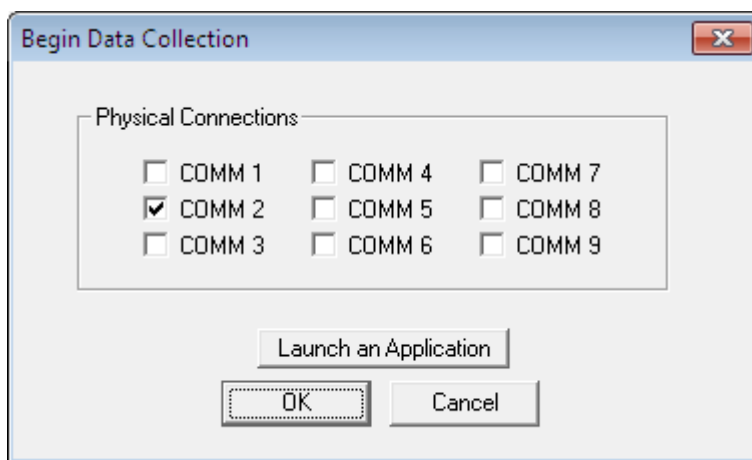 Begin Data Collection
Physical Connections
COMM 1 COMM 4 COMM 7
COMM 2 COMM 5 COMM 8
COMM 3 COMM 6 COMM 9
Launch an Application
OK Cancel